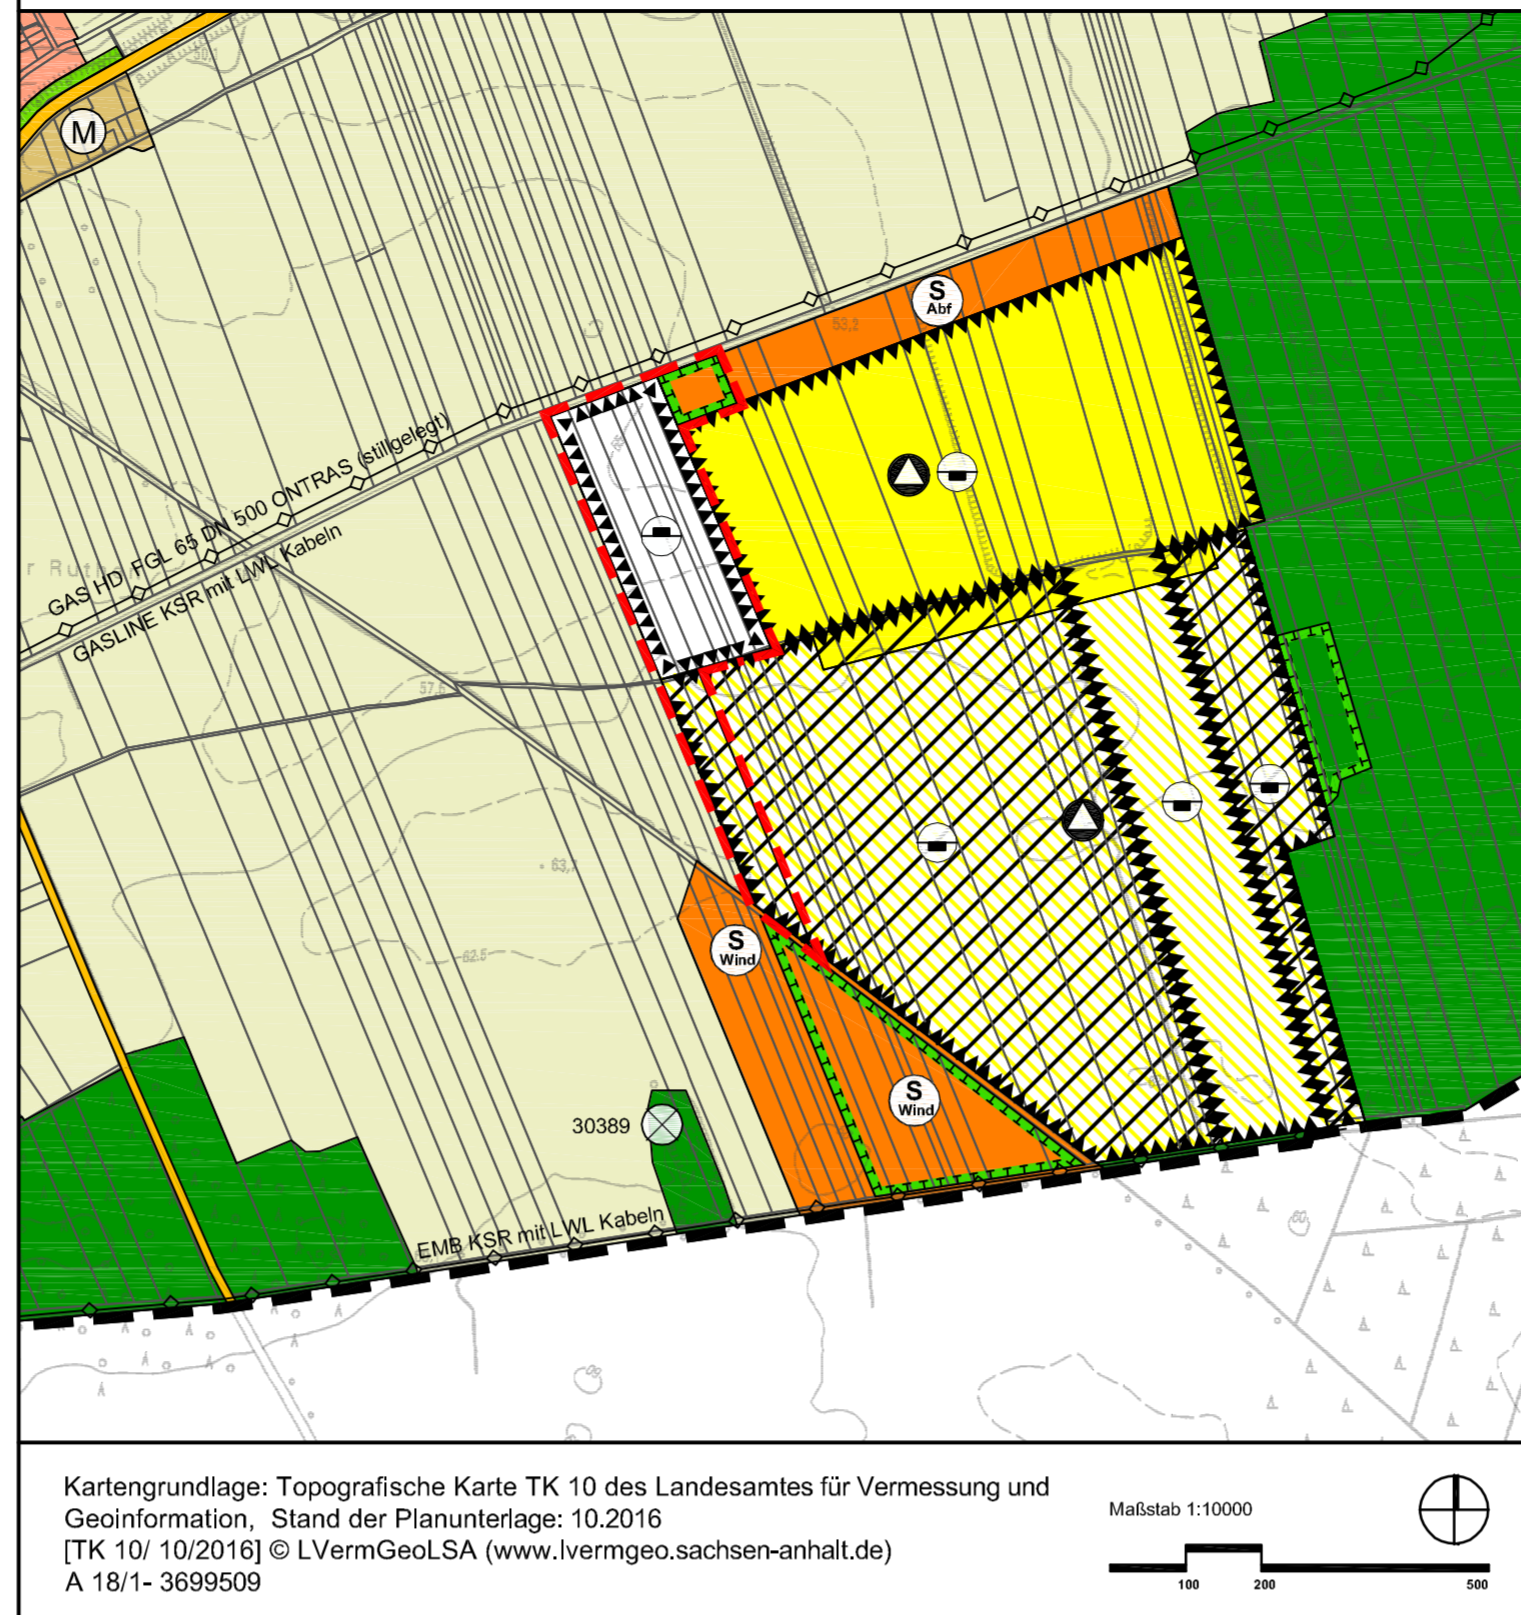 M
53,2
S
Abf
GAS HD FGL 65 DN 500 ONTRAS (stillgelegt)
GASLINE KSR mit LWL Kabeln
57,6
63,7
62,5
S
Wind
S
Wind
30389
EMB KSR mit LWL Kabeln
Kartengrundlage: Topografische Karte TK 10 des Landesamtes für Vermessung und
Geoinformation, Stand der Planunterlage: 10.2016
[TK 10/ 10/2016] © LVermGeoLSA (www.lvermgeo.sachsen-anhalt.de)
A 18/1- 3699509
Maßstab 1:10000
100 200 500